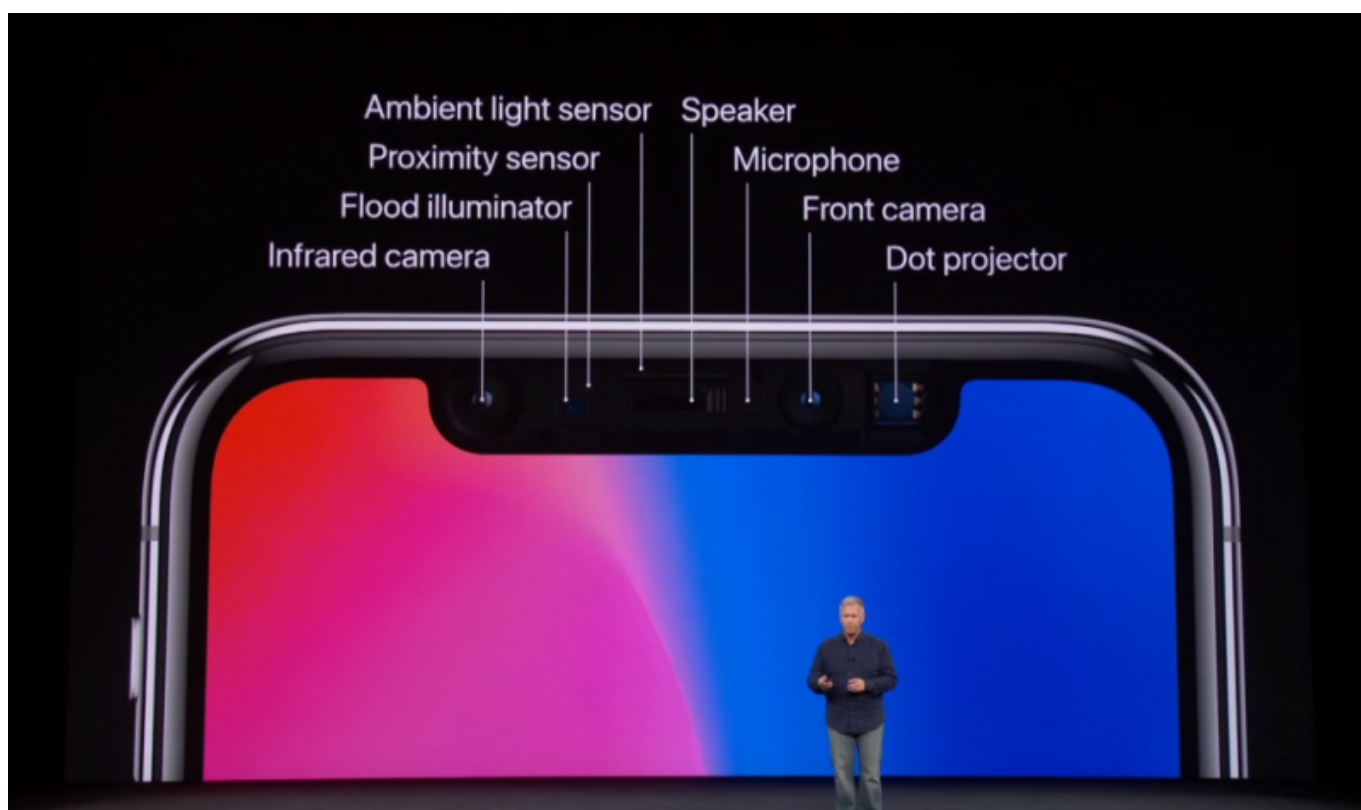 Ambient light sensor
Speaker
Proximity sensor
Microphone
Flood illuminator
Front camera
Infrared camera
Dot projector